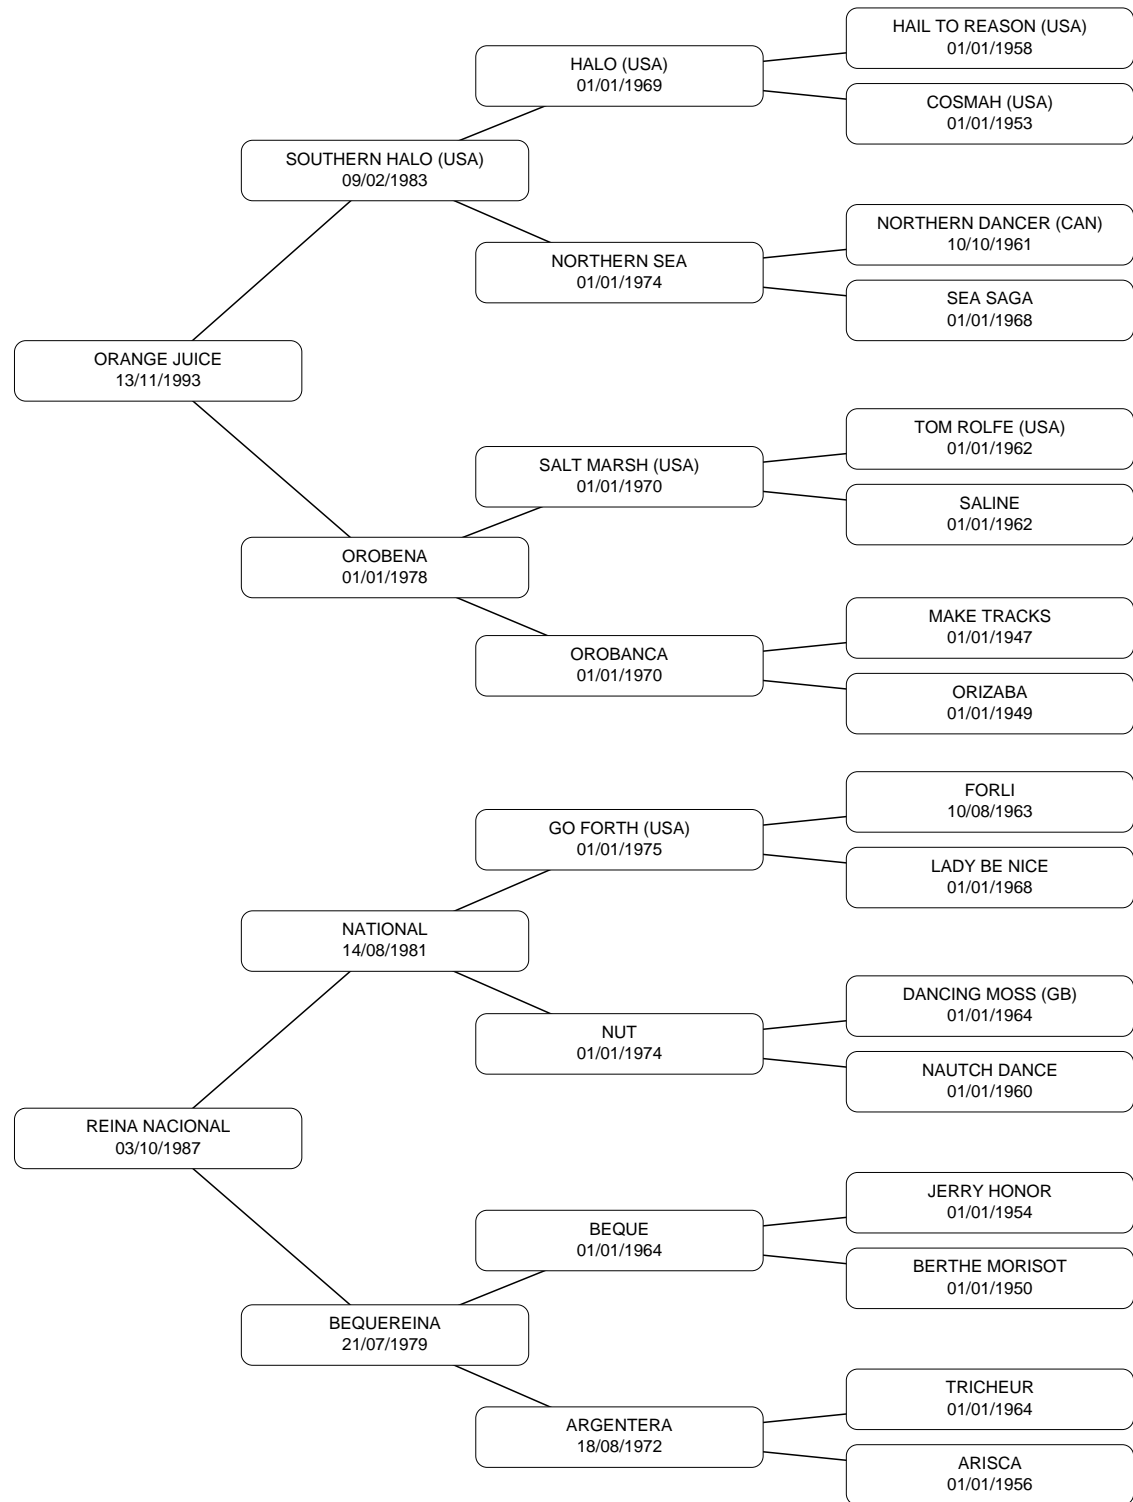 HAIL TO REASON (USA)
01/01/1958
HALO (USA)
01/01/1969
COSMAH (USA)
01/01/1953
SOUTHERN HALO (USA)
09/02/1983
NORTHERN DANCER (CAN)
10/10/1961
NORTHERN SEA
01/01/1974
SEA SAGA
01/01/1968
ORANGE JUICE
13/11/1993
TOM ROLFE (USA)
01/01/1962
SALT MARSH (USA)
01/01/1970
SALINE
01/01/1962
OROBENA
01/01/1978
MAKE TRACKS
01/01/1947
OROBANCA
01/01/1970
ORIZABA
01/01/1949
FORLI
10/08/1963
GO FORTH (USA)
01/01/1975
LADY BE NICE
01/01/1968
NATIONAL
14/08/1981
DANCING MOSS (GB)
01/01/1964
NUT
01/01/1974
NAUTCH DANCE
01/01/1960
REINA NACIONAL
03/10/1987
JERRY HONOR
01/01/1954
BEQUE
01/01/1964
BERTHE MORISOT
01/01/1950
BEQUEREINA
21/07/1979
TRICHEUR
01/01/1964
ARGENTERA
18/08/1972
ARISCA
01/01/1956